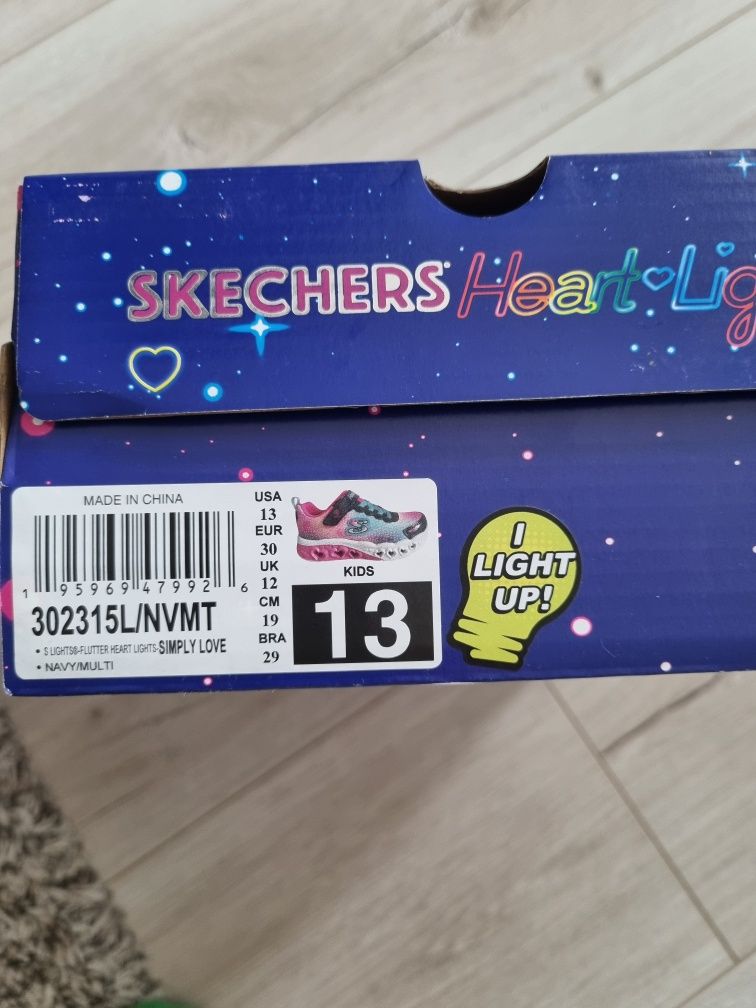 SKECHERS Heart Lig
MADE IN CHINA
1 95969 47992 6
302315L/NVMT
• S LIGHTS®-FLUTTER HEART LIGHTS-SIMPLY LOVE
• NAVY/MULTI
USA
13
EUR
30
UK
12
CM
19
BRA
29
S
KIDS
13
I
LIGHT
UP!